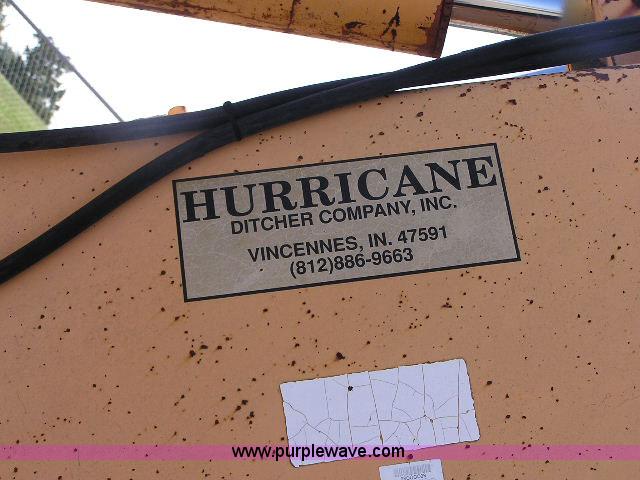 HURRICANE
DITCHER COMPANY, INC.
VINCENNES, IN. 47591
(812)886-9663
www.purplewave.com